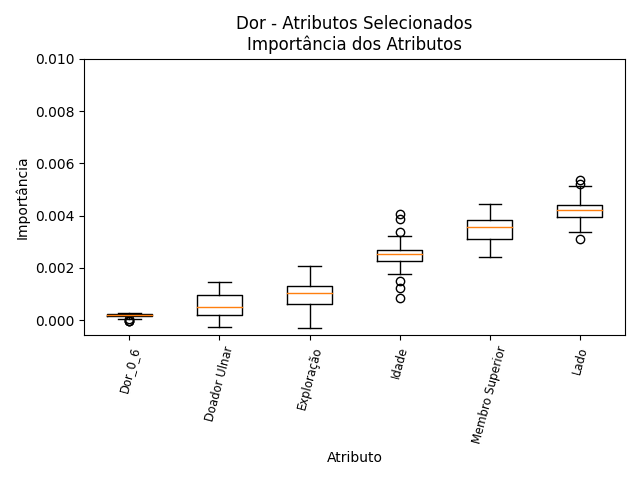 Dor - Atributos Selecionados
Importância dos Atributos
0.010
0.008
0.006
0.004
0.002
0.000
Importância
Dor_0_6
Doador Ulnar
Exploração
Idade
Membro Superior
Lado
Atributo